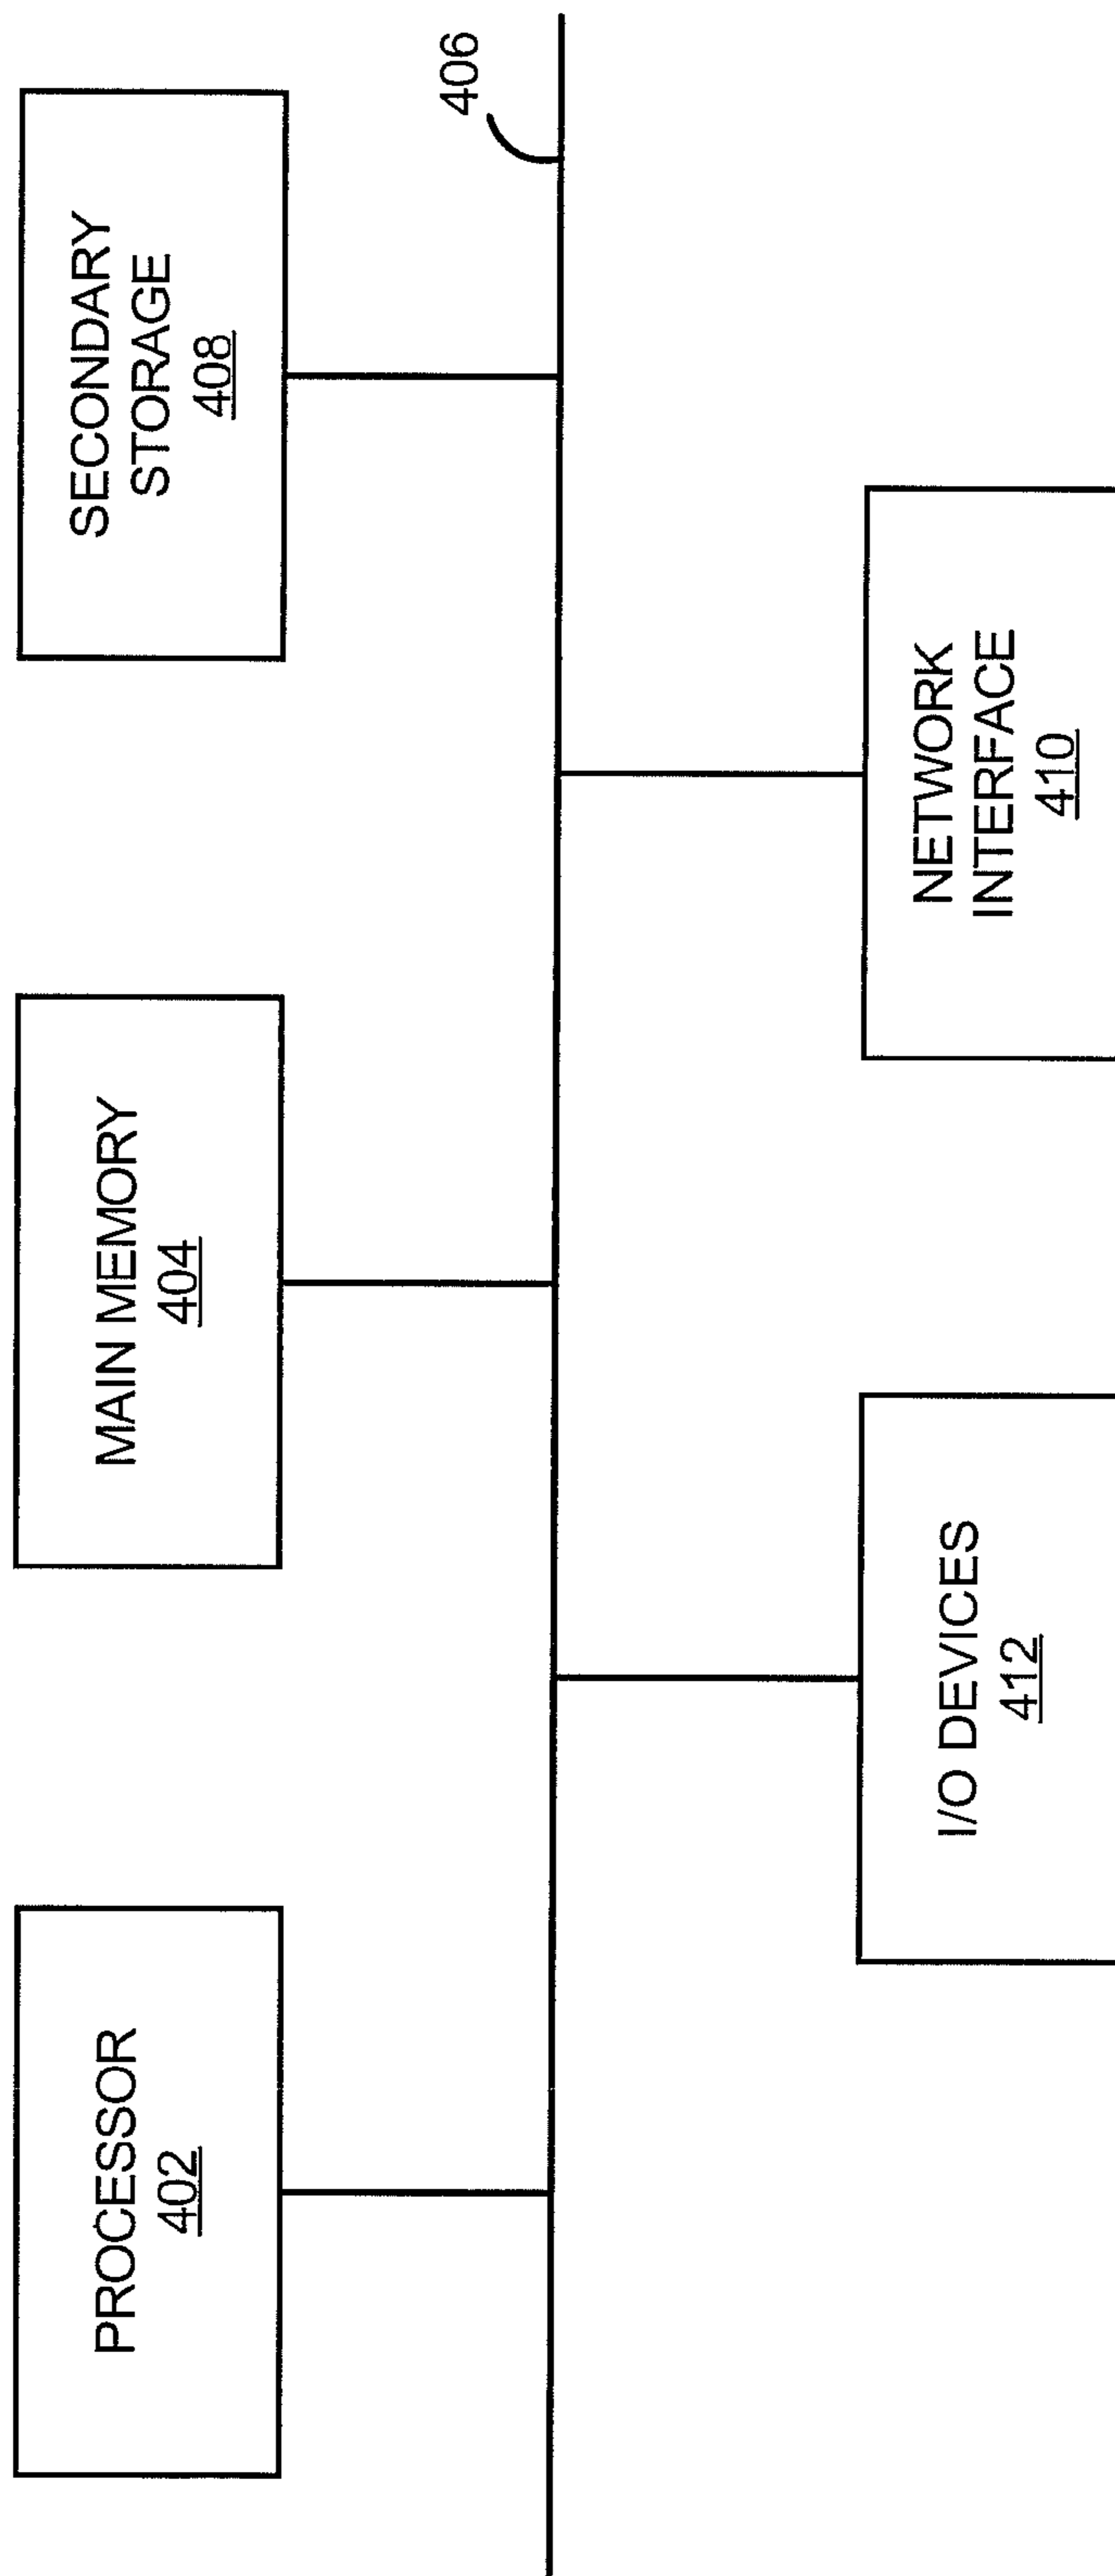 PROCESSOR
402
MAIN MEMORY
404
SECONDARY
STORAGE
408
406
I/O DEVICES
412
NETWORK
INTERFACE
410